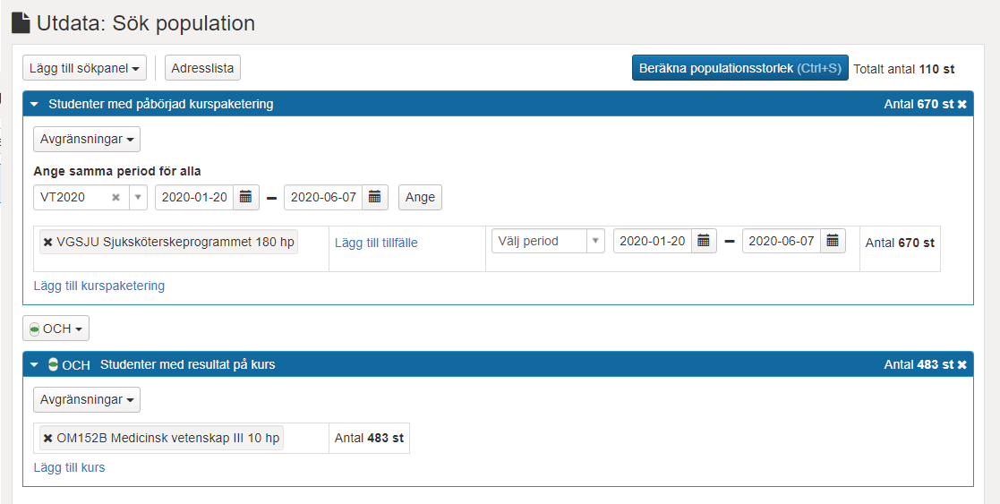 Utdata: Sök population
Lägg till sökpanel Adresslista Beräkna populationsstorlek (Ctrl+S) Totalt antal 110 st
Studenter med påbörjad kurspaketering Antal 670 st
Avgränsningar
Ange samma period för alla
VT2020 2020-01-20 – 2020-06-07 Ange
VGSJU Sjuksköterskeprogrammet 180 hp Lägg till tillfälle Välj period 2020-01-20 – 2020-06-07 Antal 670 st
Lägg till kurspaketering
OCH
OCH Studenter med resultat på kurs Antal 483 st
Avgränsningar
OM152B Medicinsk vetenskap III 10 hp Antal 483 st
Lägg till kurs